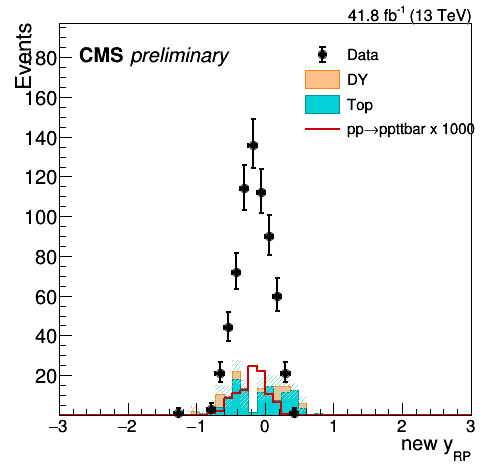 41.8 fb⁻¹ (13 TeV)
Events
CMS preliminary
Data
DY
Top
pp→ppttbar x 1000
180
160
140
120
100
80
60
40
20
−3 −2 −1 0 1 2 3
new y_RP